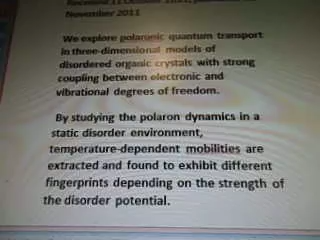 November 2011
We explore polaronic quantum transport
in three-dimensional models of
disordered organic crystals with strong
coupling between electronic and
vibrational degrees of freedom.
By studying the polaron dynamics in a
static disorder environment,
temperature-dependent mobilities are
extracted and found to exhibit different
fingerprints depending on the strength of
the disorder potential.